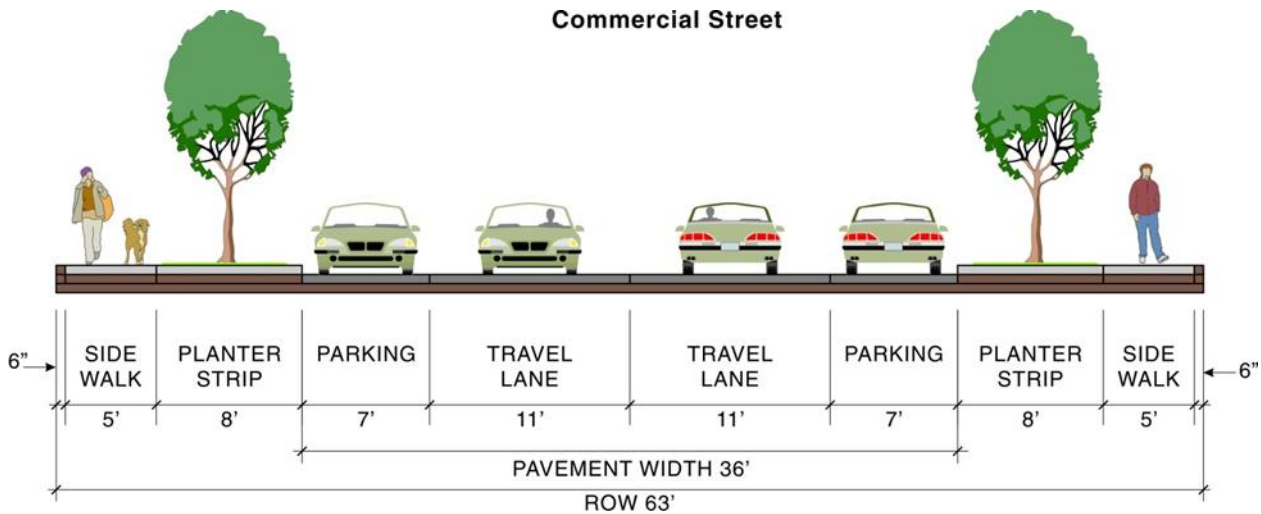 Commercial Street
6”
SIDE
WALK
PLANTER
STRIP
PARKING
TRAVEL
LANE
TRAVEL
LANE
PARKING
PLANTER
STRIP
SIDE
WALK
6”
5’
8’
7’
11’
11’
7’
8’
5’
PAVEMENT WIDTH 36’
ROW 63’